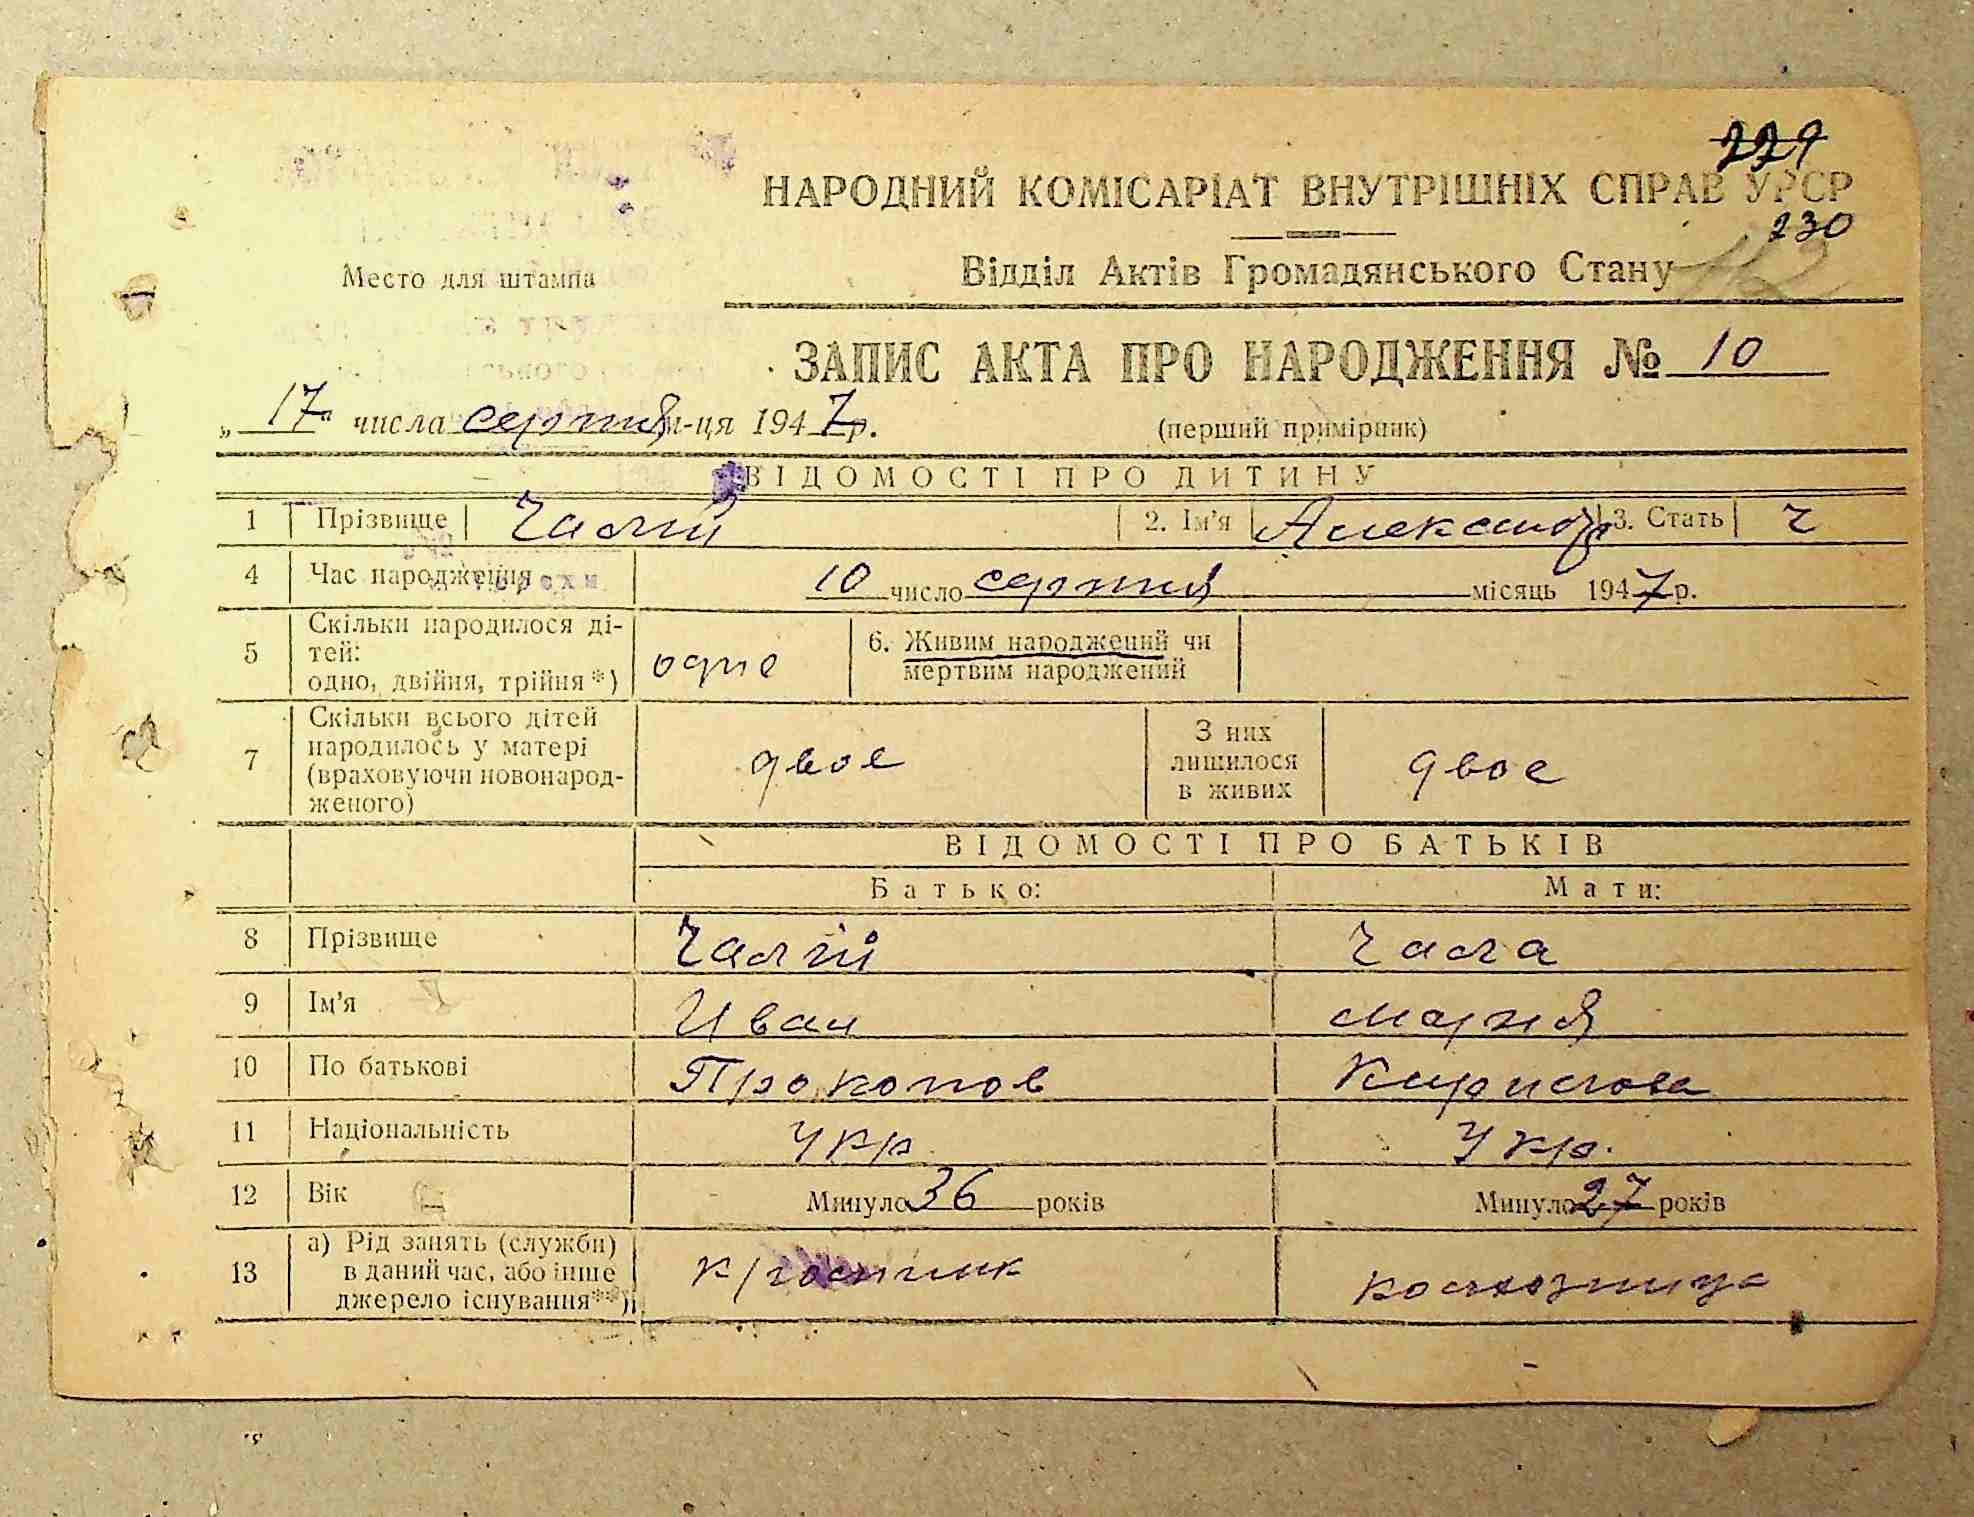 229
НАРОДНИЙ КОМІСАРІАТ ВНУТРІШНІХ СПРАВ УРСР
230
Место для штампа
Відділ Актів Громадянського Стану
ЗАПИС АКТА ПРО НАРОДЖЕННЯ № 10
„17" числа серпня м-ця 1947 р.
(перший примірник)
ВІДОМОСТІ ПРО ДИТИНУ
1 Прізвище Чалий 2. Ім'я Александр 3. Стать ч
4 Час народження 10 число серпня місяць 1947 р.
5 Скільки народилося ді-
тей:
одно, двійня, трійня*) одне
6. Живим народжений чи
мертвим народжений
7 Скільки всього дітей
народилось у матері
(враховуючи новонарод-
женого) двое
З них
лишилося
в живих двое
ВІДОМОСТІ ПРО БАТЬКІВ
Батько: Мати:
8 Прізвище Чалий Чала
9 Ім'я Иван Мария
10 По батькові Прокопов Кирилова
11 Національність Укр Укр.
12 Вік Минуло 36 років Минуло 27 років
13 а) Рід занять (служби)
в даний час, або інше
джерело існування**)
колхозница